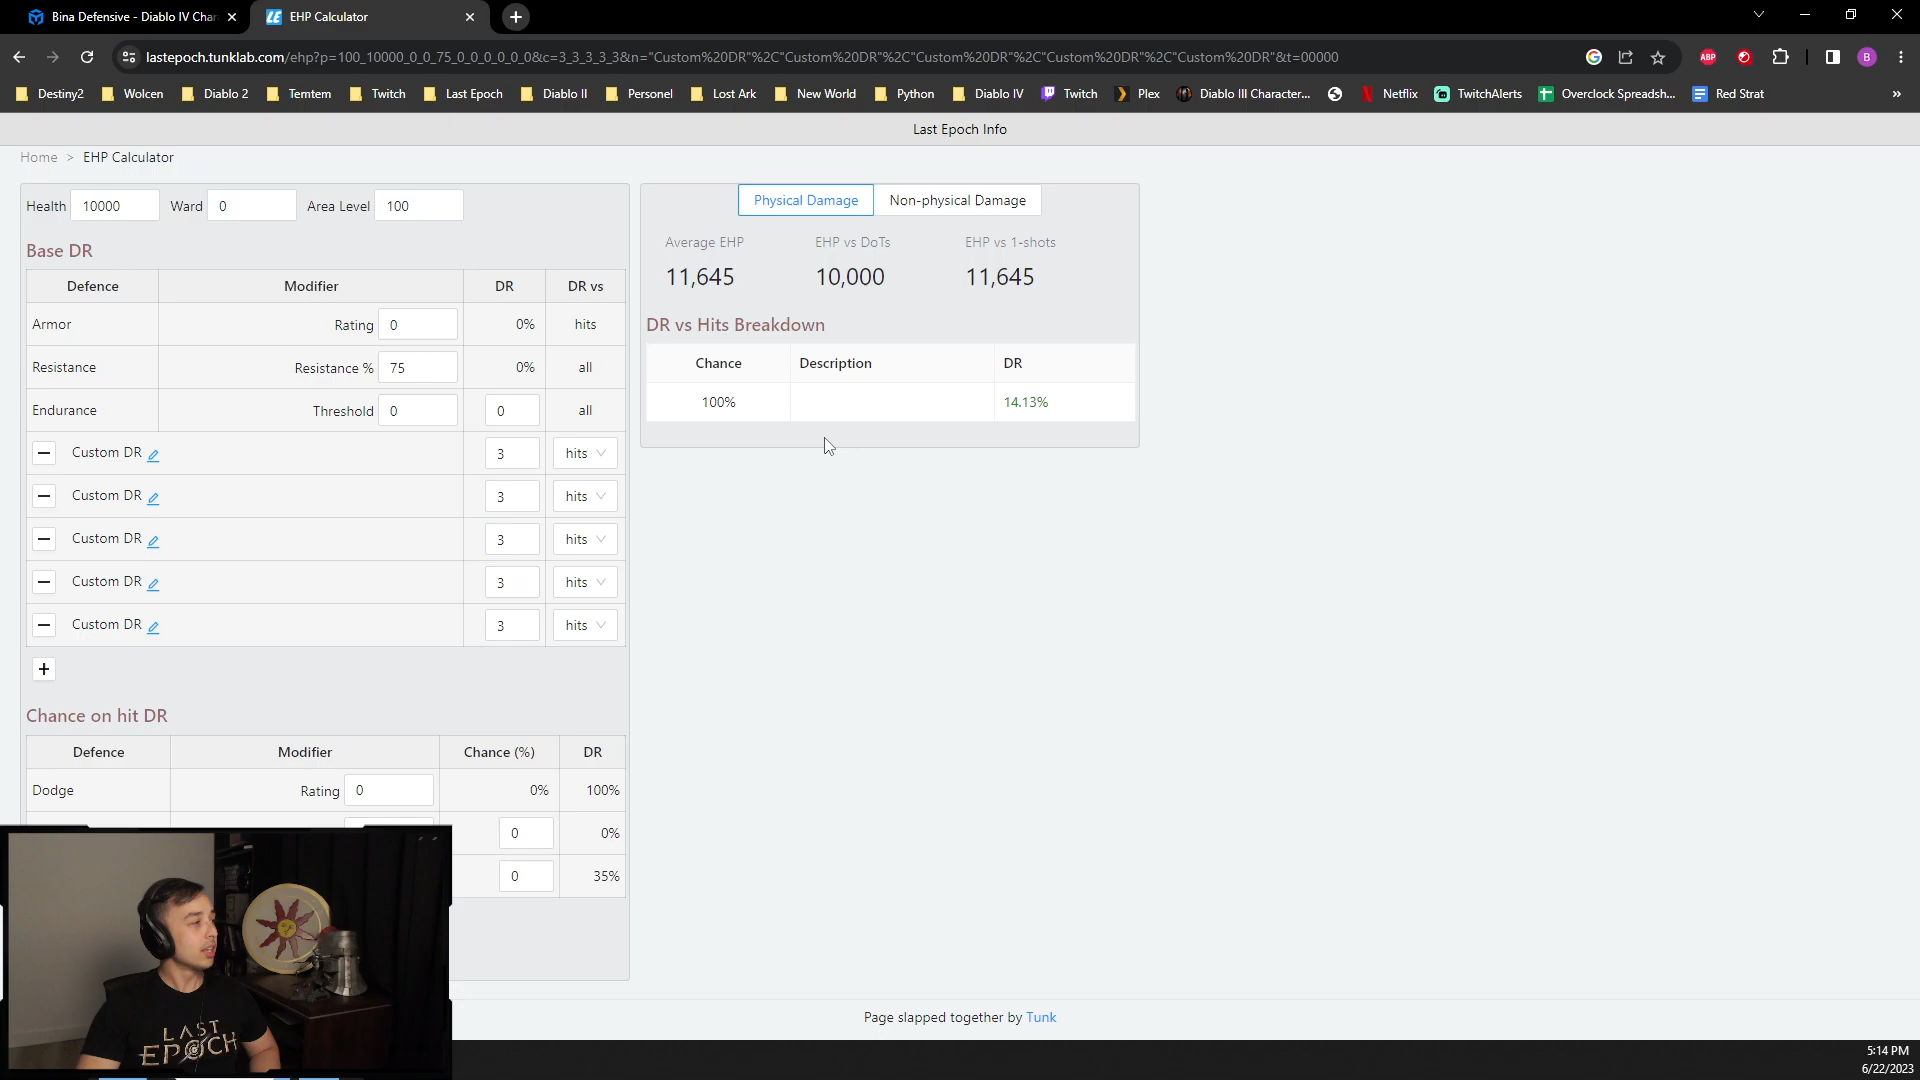 Bina Defensive - Diablo IV Char
EHP Calculator
lastepoch.tunklab.com/ehp?p=100_10000_0_0_75_0_0_0_0_0_0&c=3_3_3_3_3&n="Custom%20DR"%2C"Custom%20DR"%2C"Custom%20DR"%2C"Custom%20DR"%2C"Custom%20DR"&t=00000
ABP
B
Destiny2 Wolcen Diablo 2 Temtem Twitch Last Epoch Diablo II Personel Lost Ark New World Python Diablo IV Twitch Plex Diablo III Character... Netflix TwitchAlerts Overclock Spreadsh... Red Strat »
Last Epoch Info
Home > EHP Calculator
Health 10000 Ward 0 Area Level 100
Base DR
Defence Modifier DR DR vs
Armor Rating 0 0% hits
Resistance Resistance % 75 0% all
Endurance Threshold 0 0 all
Custom DR 3 hits
Custom DR 3 hits
Custom DR 3 hits
Custom DR 3 hits
Custom DR 3 hits
+
Chance on hit DR
Defence Modifier Chance (%) DR
Dodge Rating 0 0% 100%
0 0%
0 35%
Physical Damage Non-physical Damage
Average EHP EHP vs DoTs EHP vs 1-shots
11,645 10,000 11,645
DR vs Hits Breakdown
Chance Description DR
100% 14.13%
LAST
EPOCH
Page slapped together by Tunk
5:14 PM
6/22/2023